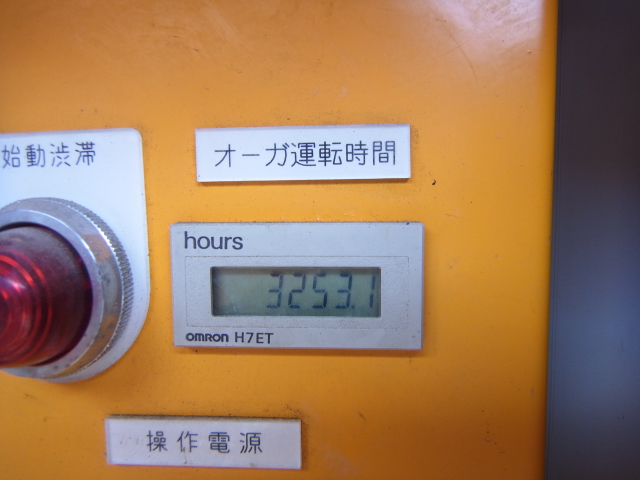 始動渋滞
オーガ運転時間
hours
3253.1
OMRON H7ET
操作電源